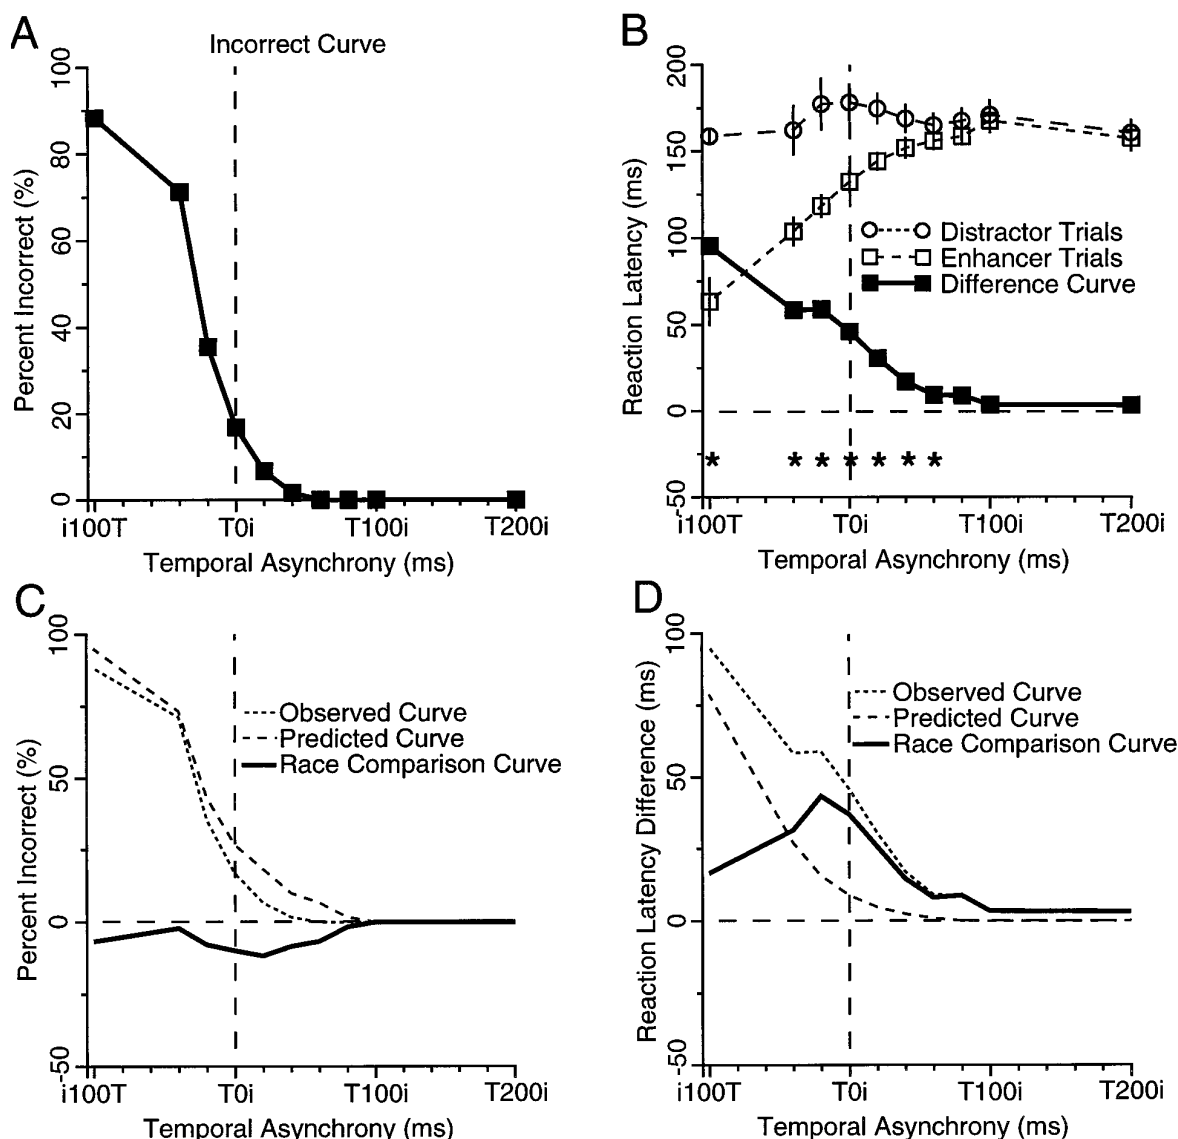 A
Incorrect Curve
100
80
60
40
20
0
Percent Incorrect (%)
i100T T0i T100i T200i
Temporal Asynchrony (ms)
B
200
150
100
50
0
-50
Reaction Latency (ms)
Distractor Trials
Enhancer Trials
Difference Curve
* * * * * * *
i100T T0i T100i T200i
Temporal Asynchrony (ms)
C
100
50
0
-50
Percent Incorrect (%)
Observed Curve
Predicted Curve
Race Comparison Curve
i100T T0i T100i T200i
Temporal Asynchrony (ms)
D
100
50
0
-50
Reaction Latency Difference (ms)
Observed Curve
Predicted Curve
Race Comparison Curve
i100T T0i T100i T200i
Temporal Asynchrony (ms)